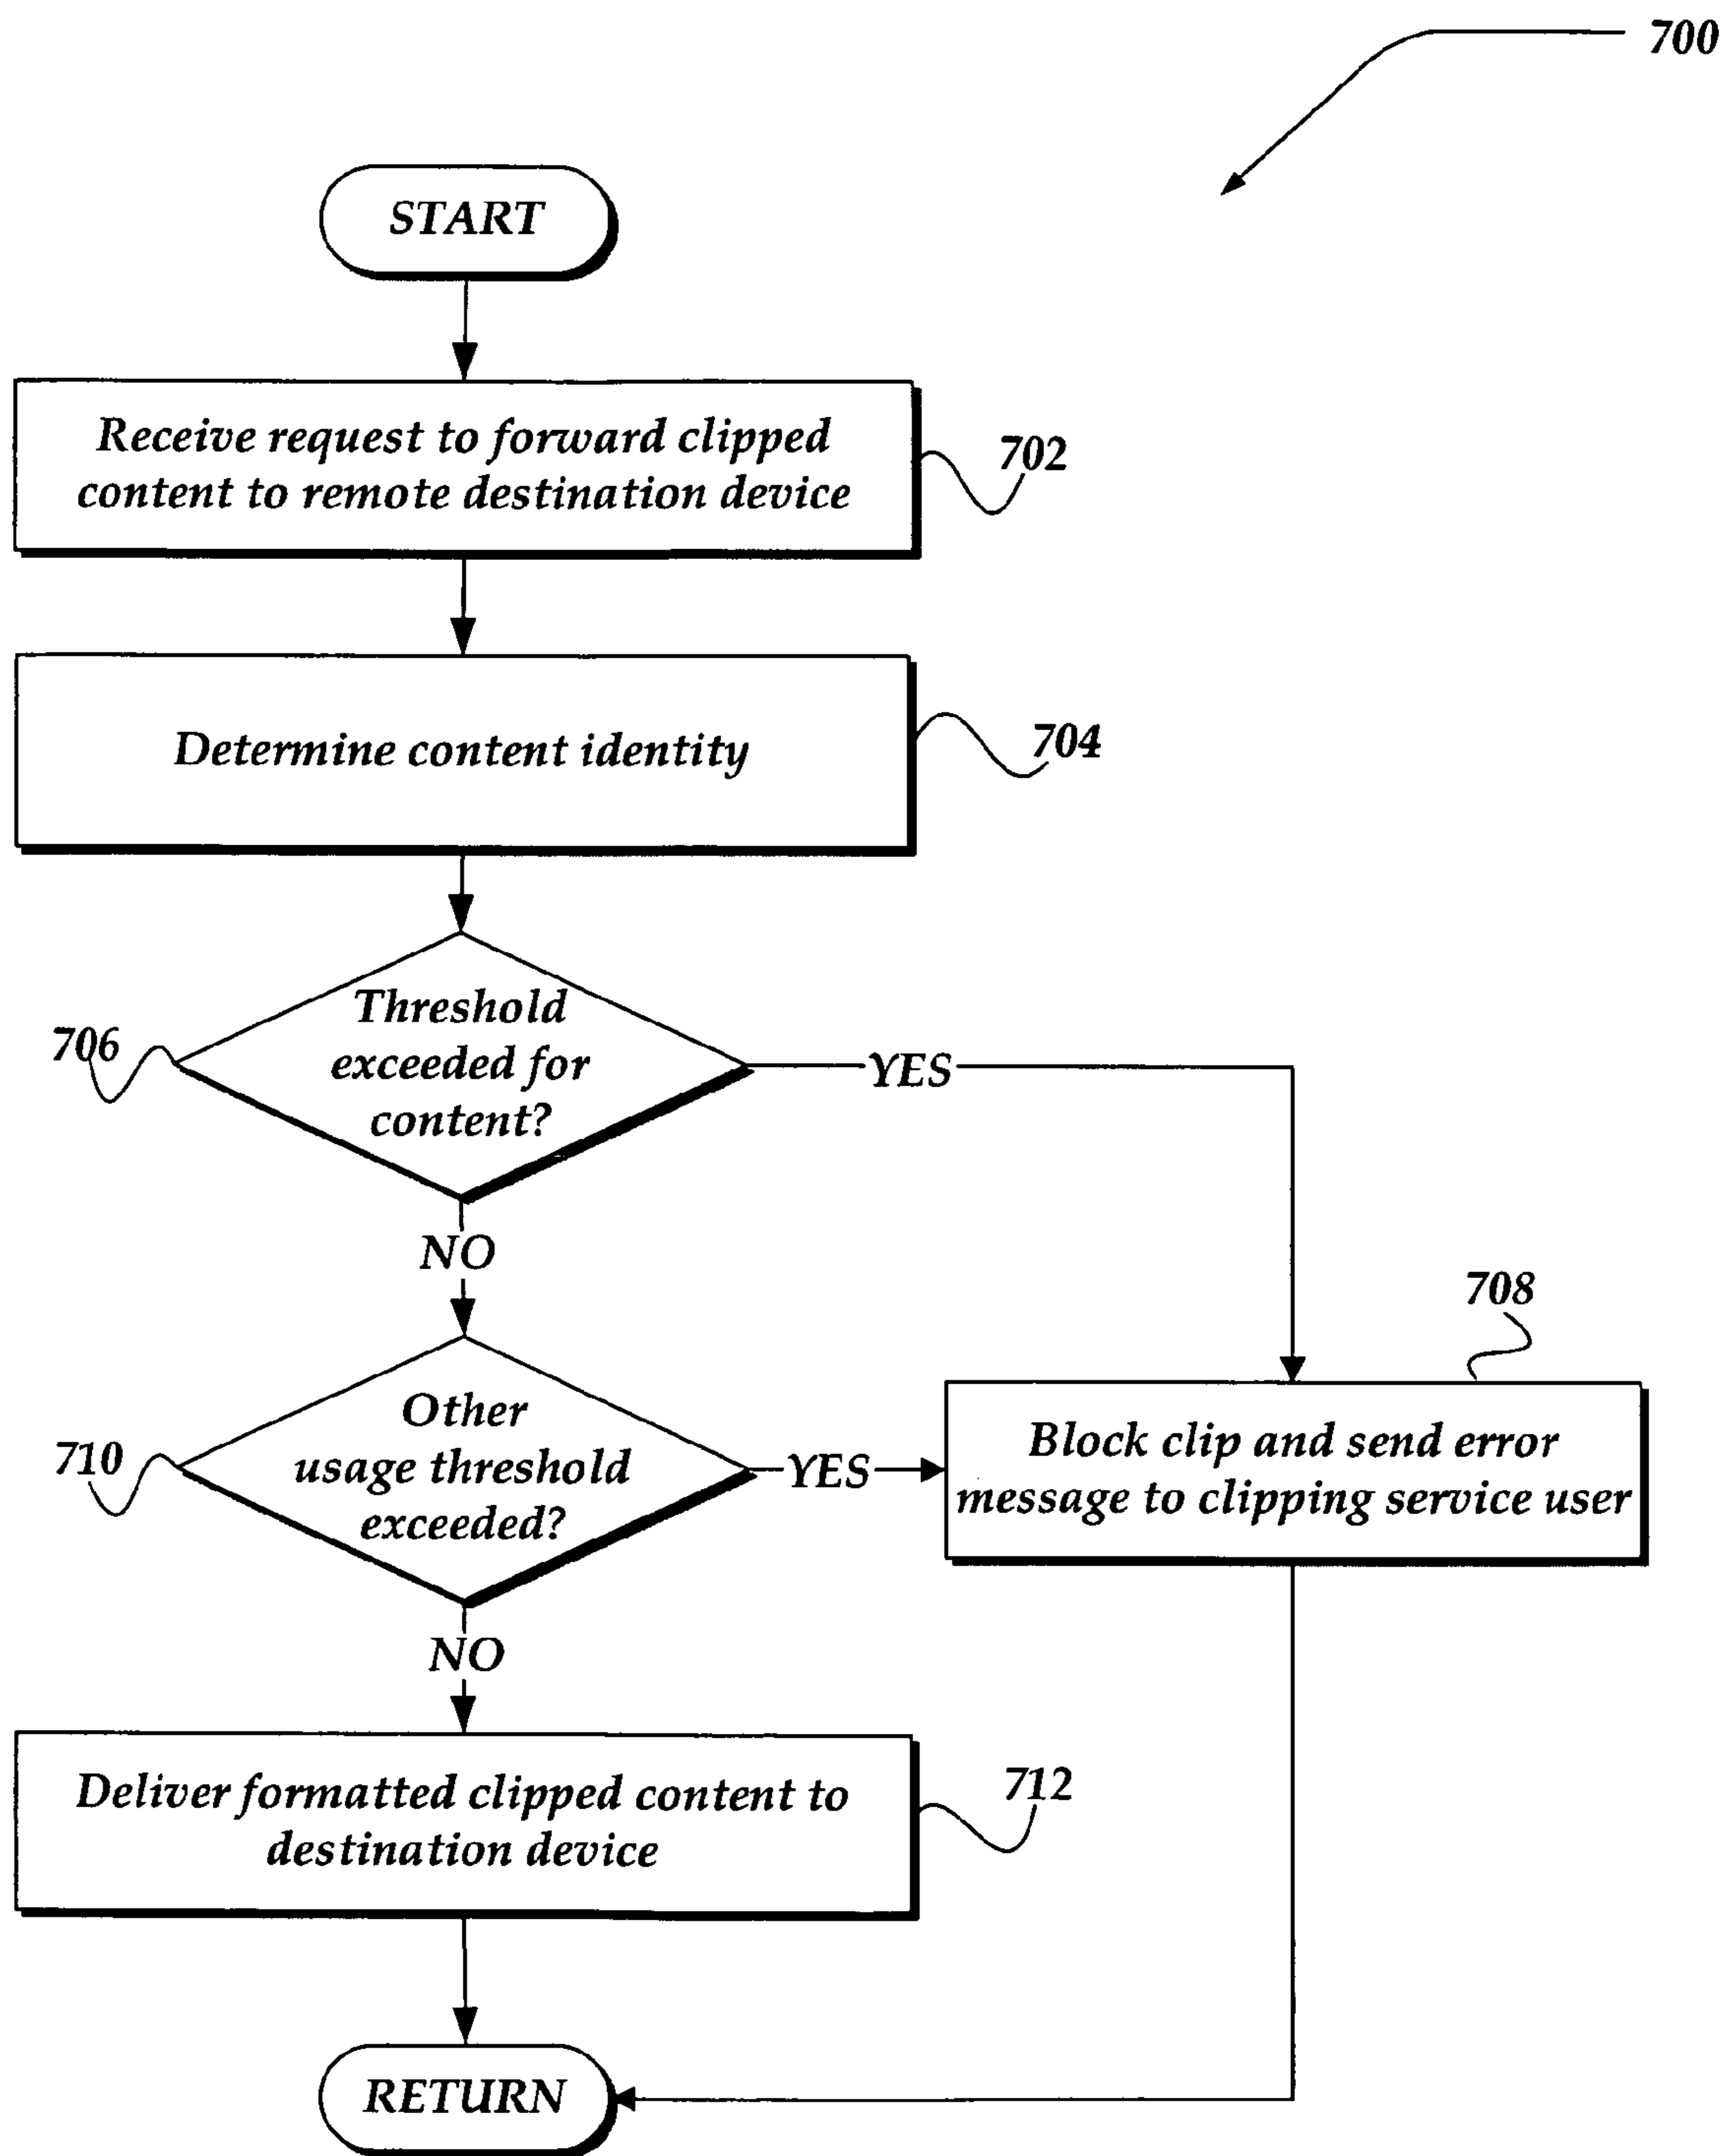 700
START
Receive request to forward clipped
content to remote destination device
702
Determine content identity
704
Threshold
exceeded for
content?
706
YES
NO
708
Other
usage threshold
exceeded?
710
YES
Block clip and send error
message to clipping service user
NO
Deliver formatted clipped content to
destination device
712
RETURN